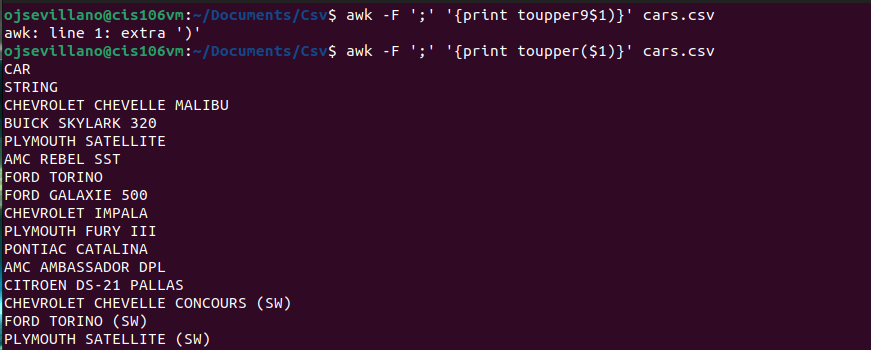 ojsevillano@cis106vm:~/Documents/Csv$ awk -F ';' '{print toupper9$1)}' cars.csv
awk: line 1: extra ')'
ojsevillano@cis106vm:~/Documents/Csv$ awk -F ';' '{print toupper($1)}' cars.csv
CAR
STRING
CHEVROLET CHEVELLE MALIBU
BUICK SKYLARK 320
PLYMOUTH SATELLITE
AMC REBEL SST
FORD TORINO
FORD GALAXIE 500
CHEVROLET IMPALA
PLYMOUTH FURY III
PONTIAC CATALINA
AMC AMBASSADOR DPL
CITROEN DS-21 PALLAS
CHEVROLET CHEVELLE CONCOURS (SW)
FORD TORINO (SW)
PLYMOUTH SATELLITE (SW)